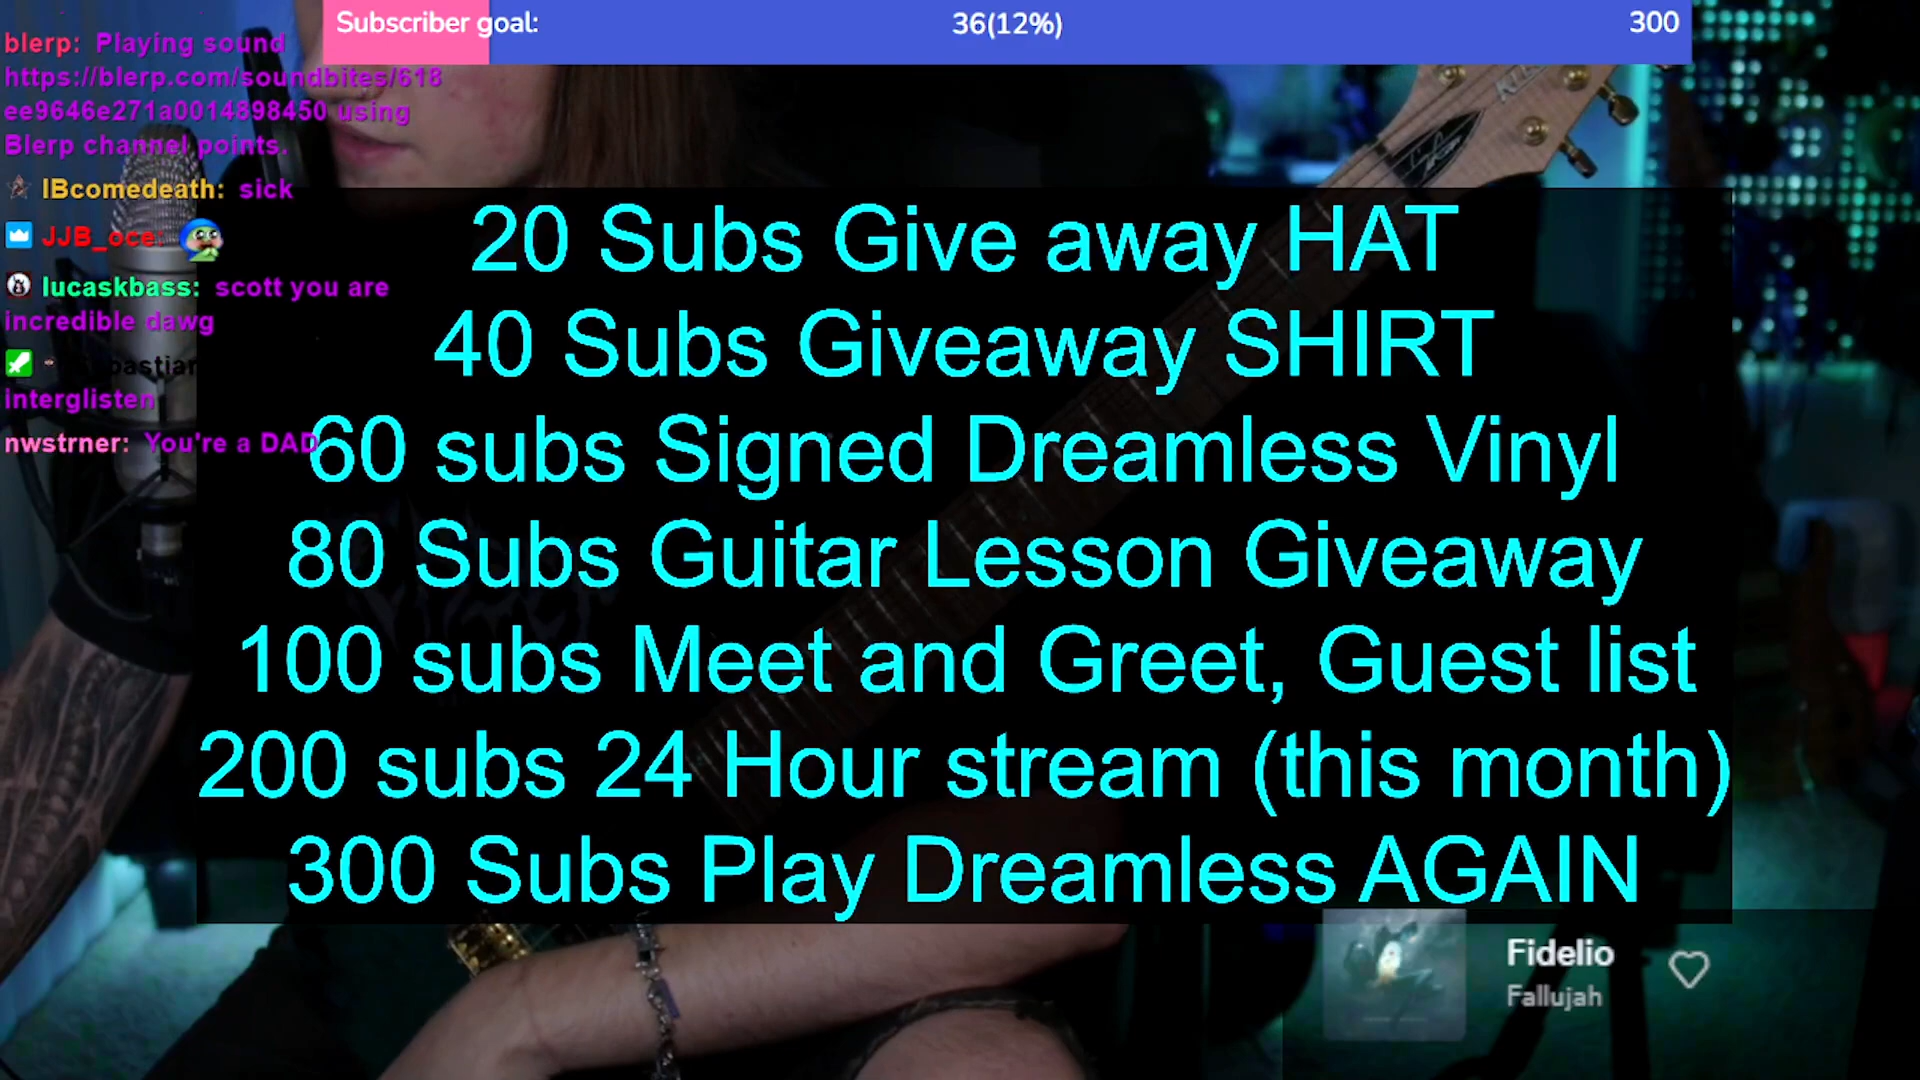 Subscriber goal: 36(12%) 300
blerp: Playing sound
https://blerp.com/soundbites/618
ee9646e271a0014898450 using
Blerp channel points.
IBcomedeath: sick
JJB_oce:
lucaskbass: scott you are
incredible dawg
interglisten
nwstrner: You're a DAD
20 Subs Give away HAT
40 Subs Giveaway SHIRT
60 subs Signed Dreamless Vinyl
80 Subs Guitar Lesson Giveaway
100 subs Meet and Greet, Guest list
200 subs 24 Hour stream (this month)
300 Subs Play Dreamless AGAIN
Fidelio
Fallujah